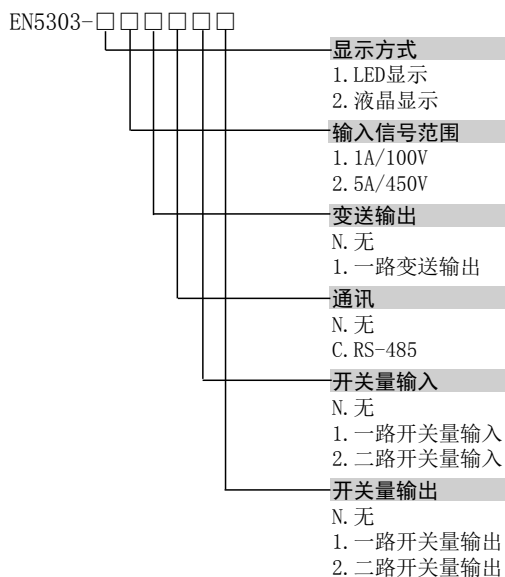 EN5303-□□□□□□
显示方式
1.LED显示
2.液晶显示
输入信号范围
1.1A/100V
2.5A/450V
变送输出
N.无
1.一路变送输出
通讯
N.无
C.RS-485
开关量输入
N.无
1.一路开关量输入
2.二路开关量输入
开关量输出
N.无
1.一路开关量输出
2.二路开关量输出